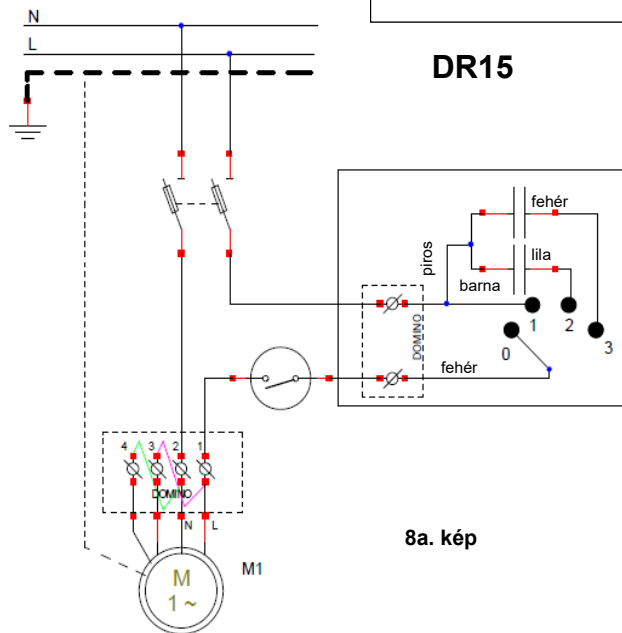 N
L
DR15
fehér
lila
piros
barna
1
2
3
0
DOMINO
fehér
4
3
2
1
DOMINO
N
L
M
1 ~
M1
8a. kép